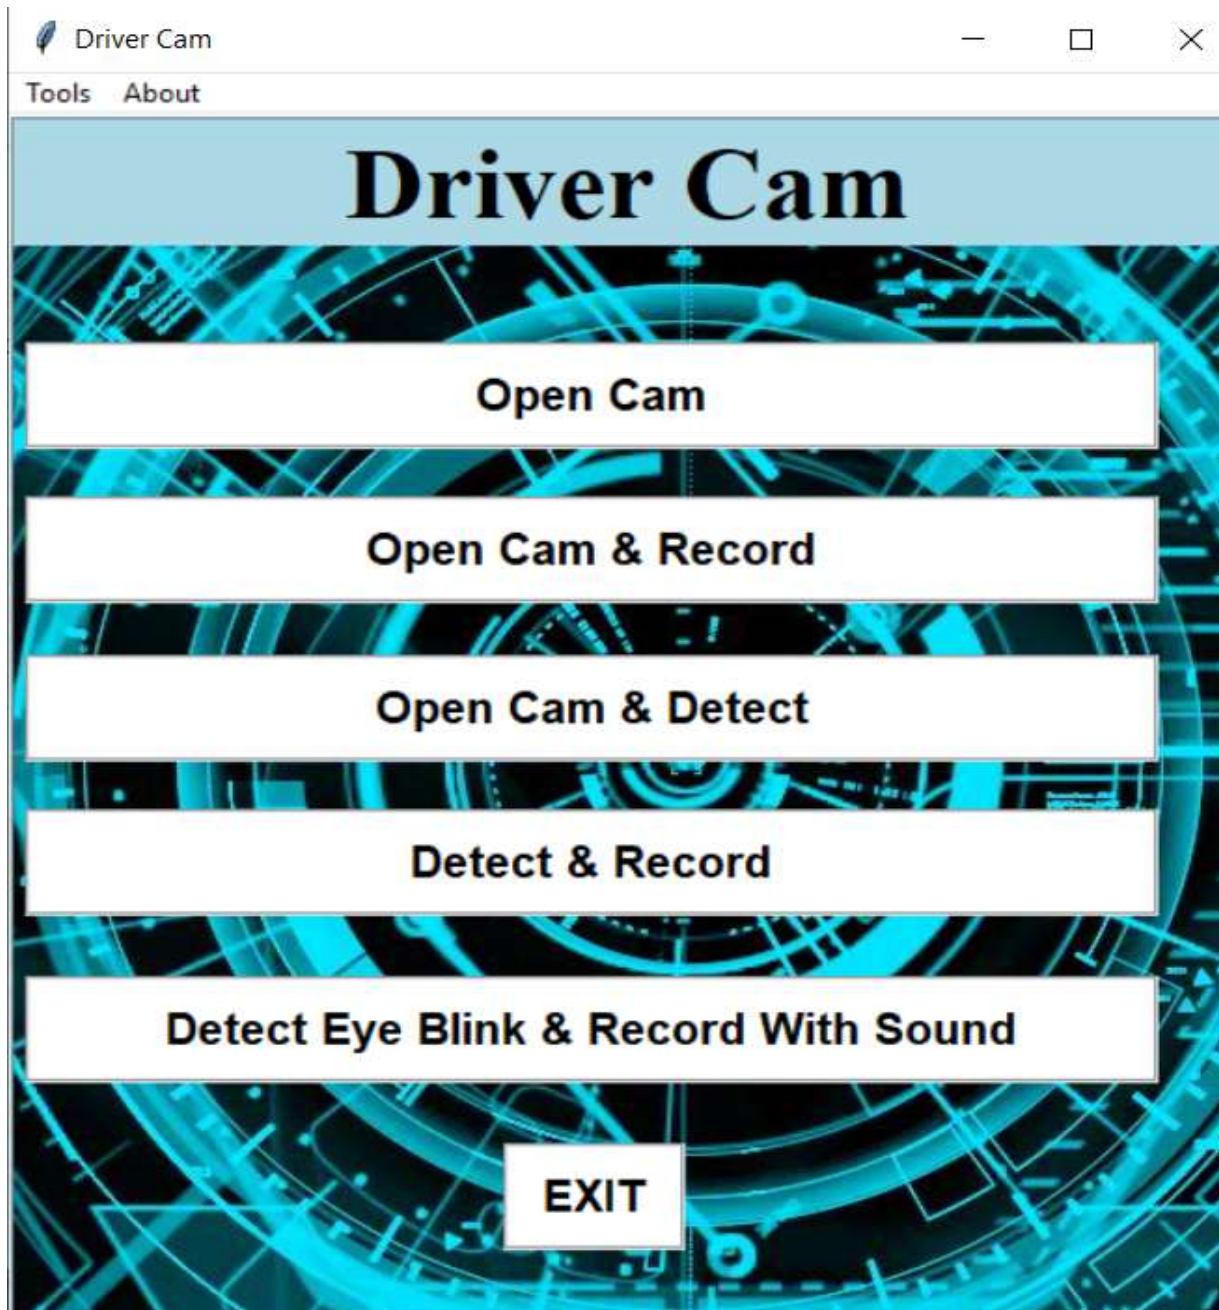 Driver Cam
Tools About
Driver Cam
Open Cam
Open Cam & Record
Open Cam & Detect
Detect & Record
Detect Eye Blink & Record With Sound
EXIT